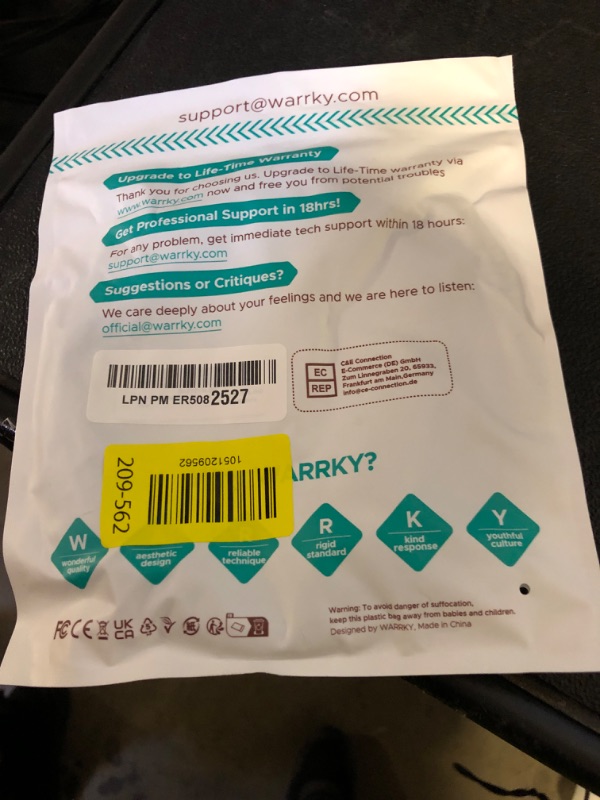 support@warrky.com
Upgrade to Life-Time Warranty
Thank you for choosing us. Upgrade to Life-Time warranty via
www.warrky.com now and free you from potential troubles
Get Professional Support in 18hrs!
For any problem, get immediate tech support within 18 hours:
support@warrky.com
Suggestions or Critiques?
We care deeply about your feelings and we are here to listen:
official@warrky.com
LPN PM ER5082527
EC
REP
C&E Connection
E-Commerce (DE) GmbH
Zum Linnegraben 20, 65933,
Frankfurt am Main, Germany
info@ce-connection.de
1051209562
209-562
ARRKY?
W
wonderful
quality
aesthetic
design
reliable
technique
R
rigid
standard
K
kind
response
Y
youthful
culture
FC CE UK
CA
Warning: To avoid danger of suffocation,
keep this plastic bag away from babies and children.
Designed by WARRKY, Made in China